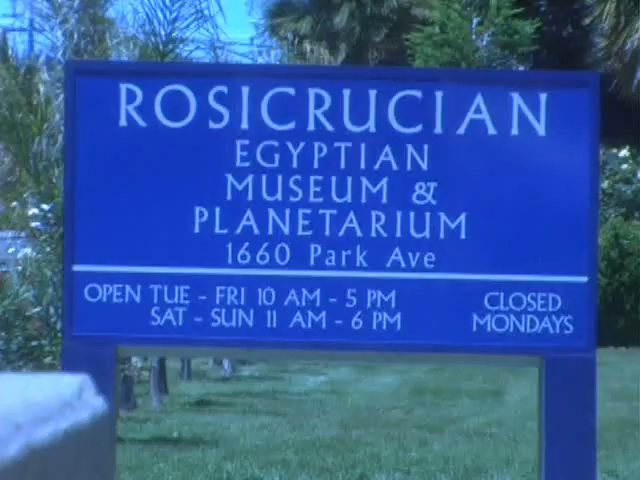 ROSICRUCIAN
EGYPTIAN
MUSEUM &
PLANETARIUM
1660 Park Ave
OPEN TUE - FRI 10 AM - 5 PM
SAT - SUN 11 AM - 6 PM
CLOSED
MONDAYS